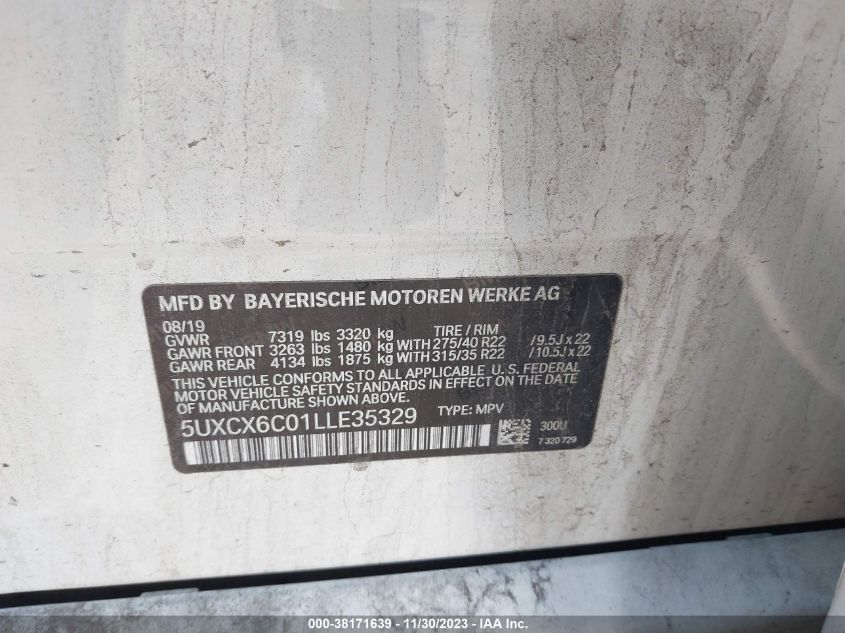 MFD BY BAYERISCHE MOTOREN WERKE AG
08/19 TIRE / RIM
GVWR 7319 lbs 3320 kg
GAWR FRONT 3263 lbs 1480 kg WITH 275/40 R22 / 9.5J x 22
GAWR REAR 4134 lbs 1875 kg WITH 315/35 R22 / 10.5J x 22
THIS VEHICLE CONFORMS TO ALL APPLICABLE U. S. FEDERAL
MOTOR VEHICLE SAFETY STANDARDS IN EFFECT ON THE DATE
OF MANUFACTURE SHOWN ABOVE.
5UXCX6C01LLE35329 TYPE: MPV 300U
7 320 729
000-38171639 - 11/30/2023 - IAAI.COM